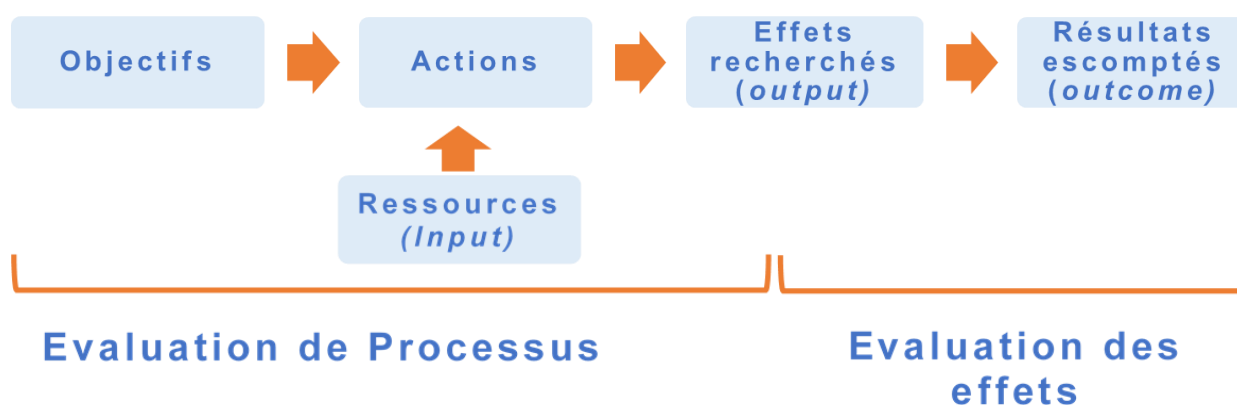 Objectifs
Actions
Effets
recherchés
(output)
Résultats
escomptés
(outcome)
Ressources
(Input)
Evaluation de Processus
Evaluation des
effets